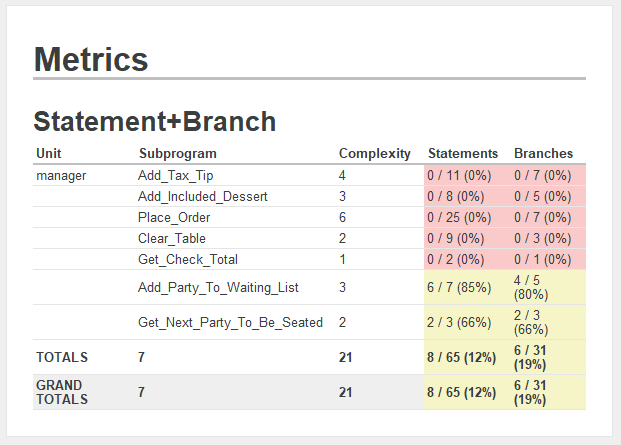 Metrics
Statement+Branch
Unit Subprogram Complexity Statements Branches
manager Add_Tax_Tip 4 0 / 11 (0%) 0 / 7 (0%)
Add_Included_Dessert 3 0 / 8 (0%) 0 / 5 (0%)
Place_Order 6 0 / 25 (0%) 0 / 7 (0%)
Clear_Table 2 0 / 9 (0%) 0 / 3 (0%)
Get_Check_Total 1 0 / 2 (0%) 0 / 1 (0%)
Add_Party_To_Waiting_List 3 6 / 7 (85%) 4 / 5
(80%)
Get_Next_Party_To_Be_Seated 2 2 / 3 (66%) 2 / 3
(66%)
TOTALS 7 21 8 / 65 (12%) 6 / 31
(19%)
GRAND
TOTALS 7 21 8 / 65 (12%) 6 / 31
(19%)